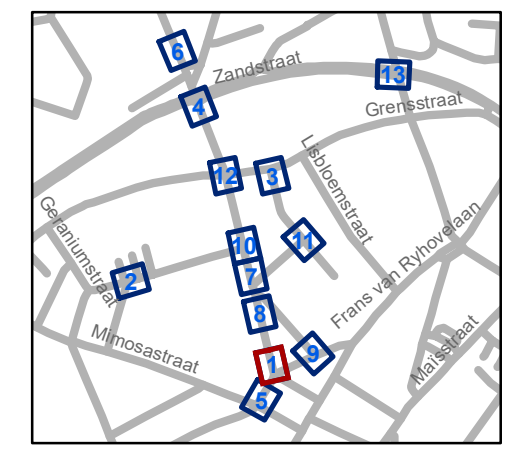 6
Zandstraat
13
4
Grensstraat
Lisbloemstraat
12
3
Geraniumstraat
10
11
Frans van Ryhovelaan
7
2
8
Mimosastraat
Maïsstraat
9
1
5